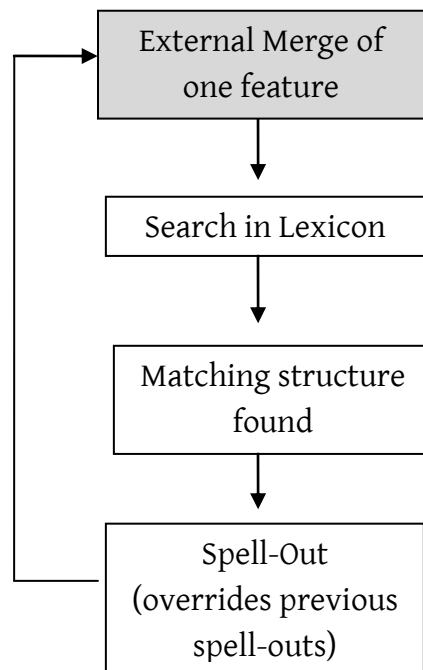 External Merge of
one feature
Search in Lexicon
Matching structure
found
Spell-Out
(overrides previous
spell-outs)